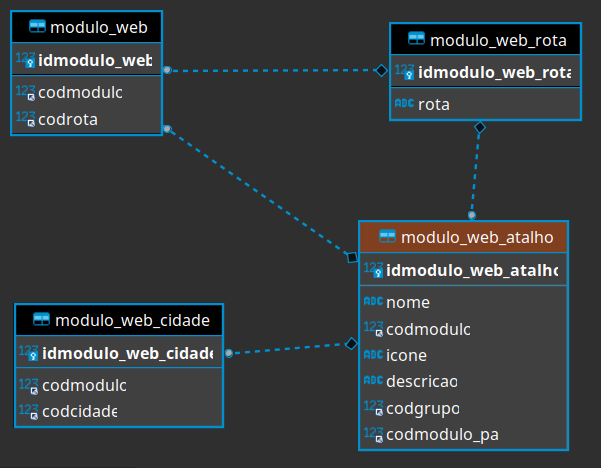 modulo_web
123 idmodulo_web
123 codmodulo
123 codrota
modulo_web_rota
123 idmodulo_web_rota
ABC rota
modulo_web_atalho
123 idmodulo_web_atalho
ABC nome
123 codmodulo
ABC icone
ABC descricao
123 codgrupo
123 codmodulo_pa
modulo_web_cidade
123 idmodulo_web_cidade
123 codmodulo
123 codcidade